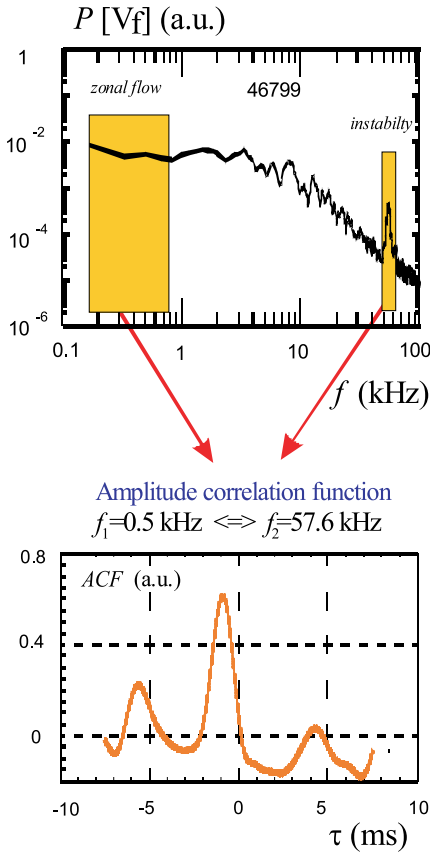 P [Vf] (a.u.)
1
zonal flow
46799
instabilty
10 -2
10 -4
10 -6
0.1 1 10 100
f (kHz)
Amplitude correlation function
f1=0.5 kHz <=> f2=57.6 kHz
0.8
ACF (a.u.)
0.4
0
-10 -5 0 5 10
τ (ms)